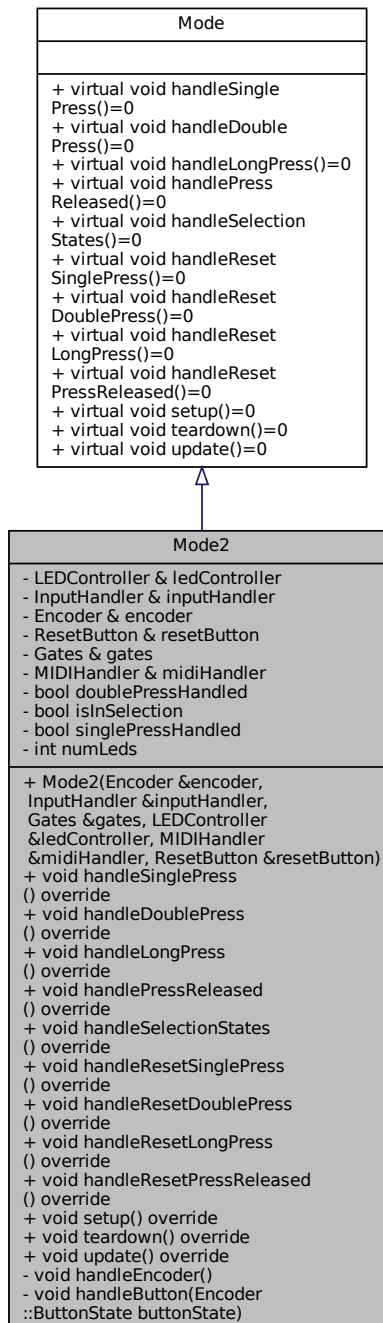 Mode
+ virtual void handleSingle
Press()=0
+ virtual void handleDouble
Press()=0
+ virtual void handleLongPress()=0
+ virtual void handlePress
Released()=0
+ virtual void handleSelection
States()=0
+ virtual void handleReset
SinglePress()=0
+ virtual void handleReset
DoublePress()=0
+ virtual void handleReset
LongPress()=0
+ virtual void handleReset
PressReleased()=0
+ virtual void setup()=0
+ virtual void teardown()=0
+ virtual void update()=0
Mode2
- LEDController & ledController
- InputHandler & inputHandler
- Encoder & encoder
- ResetButton & resetButton
- Gates & gates
- MIDIHandler & midiHandler
- bool doublePressHandled
- bool isInSelection
- bool singlePressHandled
- int numLeds
+ Mode2(Encoder &encoder,
InputHandler &inputHandler,
Gates &gates, LEDController
&ledController, MIDIHandler
&midiHandler, ResetButton &resetButton)
+ void handleSinglePress
() override
+ void handleDoublePress
() override
+ void handleLongPress
() override
+ void handlePressReleased
() override
+ void handleSelectionStates
() override
+ void handleResetSinglePress
() override
+ void handleResetDoublePress
() override
+ void handleResetLongPress
() override
+ void handleResetPressReleased
() override
+ void setup() override
+ void teardown() override
+ void update() override
- void handleEncoder()
- void handleButton(Encoder
::ButtonState buttonState)